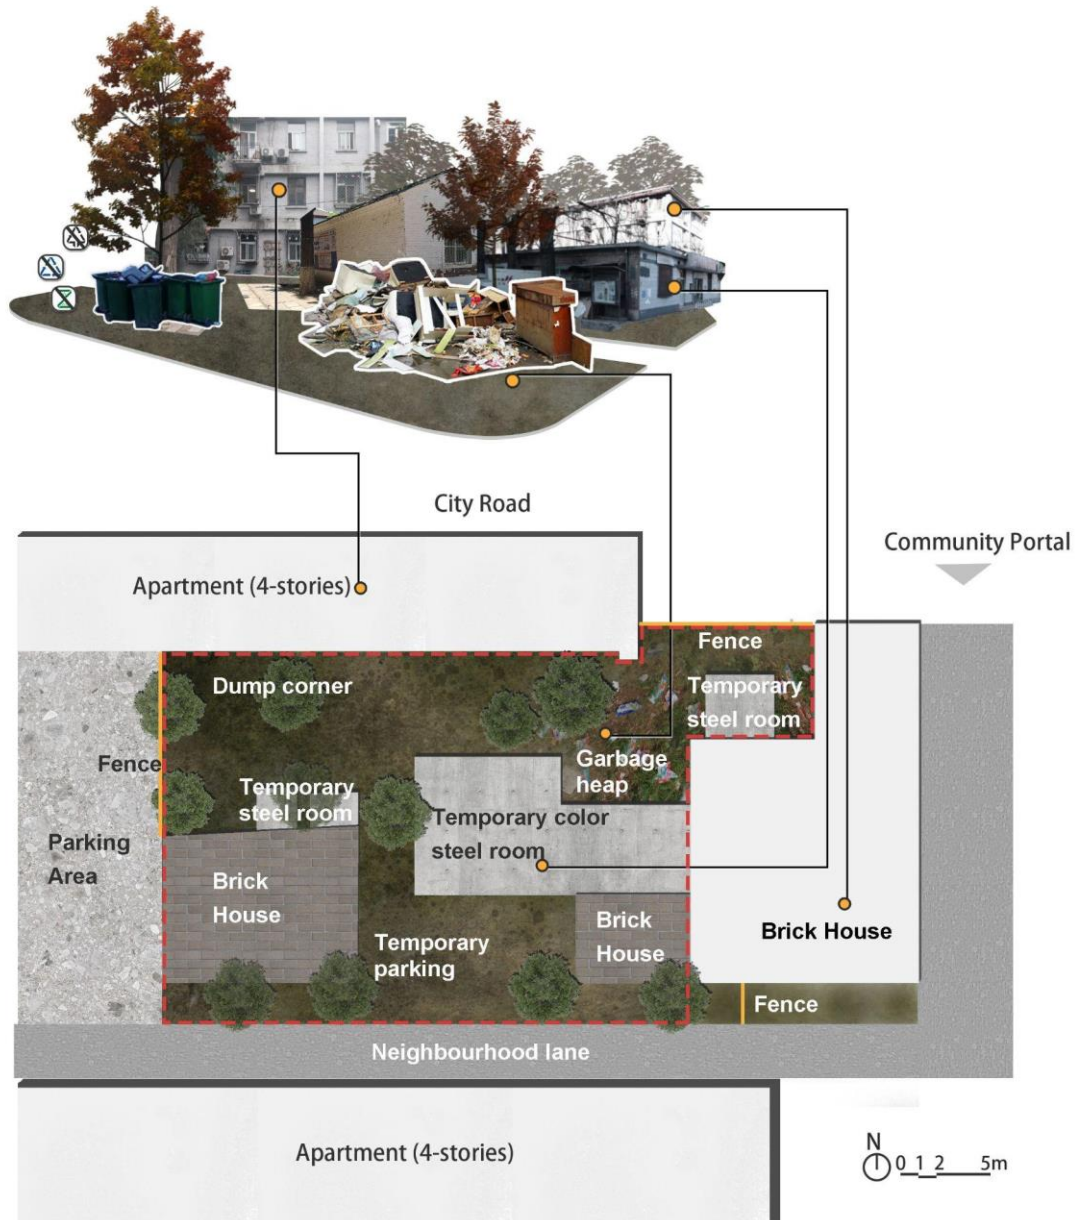 City Road
Community Portal
Apartment (4-stories)
Fence
Dump corner
Temporary
steel room
Fence
Garbage
heap
Temporary
steel room
Temporary color
steel room
Parking
Area
Brick
House
Brick
House
Brick House
Temporary
parking
Fence
Neighbourhood lane
Apartment (4-stories)
N
0 1 2 5m